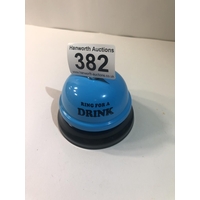 Hanworth Auctions
382
RING FOR A
DRINK